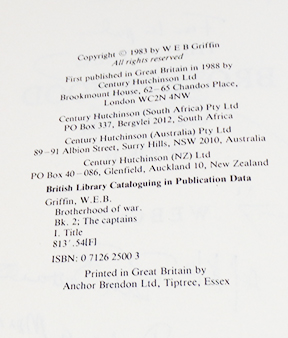 Copyright © 1983 by W E B Griffin
All rights reserved
First published in Great Britain in 1988 by
Century Hutchinson Ltd
Brookmount House, 62–65 Chandos Place,
London WC2N 4NW
Century Hutchinson (South Africa) Pty Ltd
PO Box 337, Bergvlei 2012, South Africa
Century Hutchinson (Australia) Pty Ltd
89–91 Albion Street, Surry Hills, NSW 2010, Australia
Century Hutchinson (NZ) Ltd
PO Box 40–086, Glenfield, Auckland 10, New Zealand
British Library Cataloguing in Publication Data
Griffin, W.E.B.
Brotherhood of war.
Bk. 2; The captains
I. Title
813'.54[F]
ISBN: 0 7126 2500 3
Printed in Great Britain by
Anchor Brendon Ltd, Tiptree, Essex